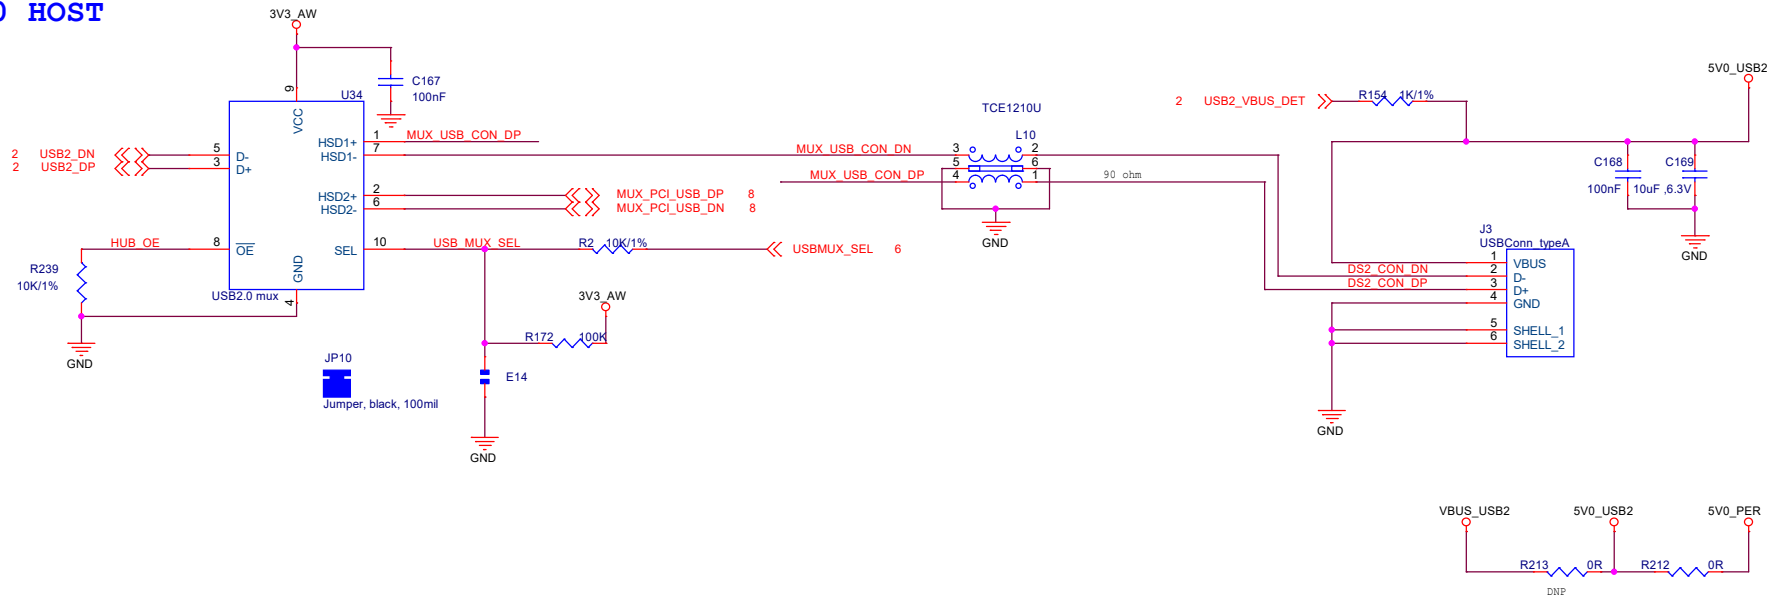 0 HOST
3V3_AW
C167
100nF
U34
9
VCC
HSD1+
1
MUX_USB_CON_DP
HSD1-
7
2 USB2_DN
5
D-
2 USB2_DP
3
D+
HSD2+
2
MUX_PCI_USB_DP 8
HSD2-
6
MUX_PCI_USB_DN 8
HUB_OE
8
OE
SEL
10
USB_MUX_SEL
R2 10K/1%
USBMUX_SEL 6
GND
4
USB2.0 mux
R239
10K/1%
GND
3V3_AW
R172 100K
JP10
Jumper, black, 100mil
E14
GND
TCE1210U
L10
MUX_USB_CON_DN
3
2
5
6
MUX_USB_CON_DP
4
1
90 ohm
GND
2 USB2_VBUS_DET
R154 1K/1%
5V0_USB2
C168
100nF
C169
10uF ,6.3V
GND
J3
USBConn_typeA
1
VBUS
DS2_CON_DN
2
D-
DS2_CON_DP
3
D+
4
GND
5
SHELL_1
6
SHELL_2
GND
VBUS_USB2
5V0_USB2
5V0_PER
R213 0R
R212 0R
DNP